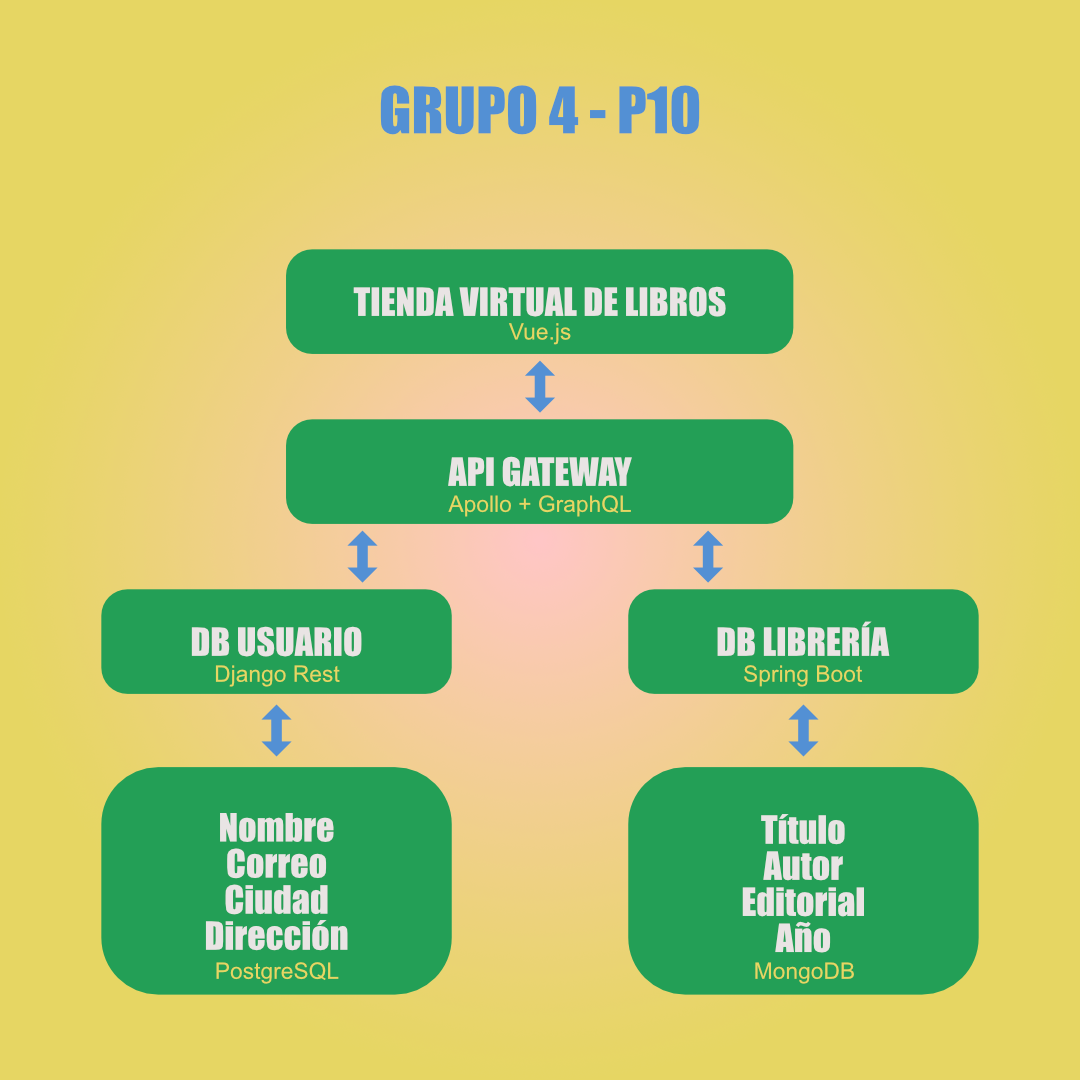 GRUPO 4 - P10
TIENDA VIRTUAL DE LIBROS
Vue.js
API GATEWAY
Apollo + GraphQL
DB USUARIO
Django Rest
DB LIBRERÍA
Spring Boot
Nombre
Correo
Ciudad
Dirección
PostgreSQL
Título
Autor
Editorial
Año
MongoDB